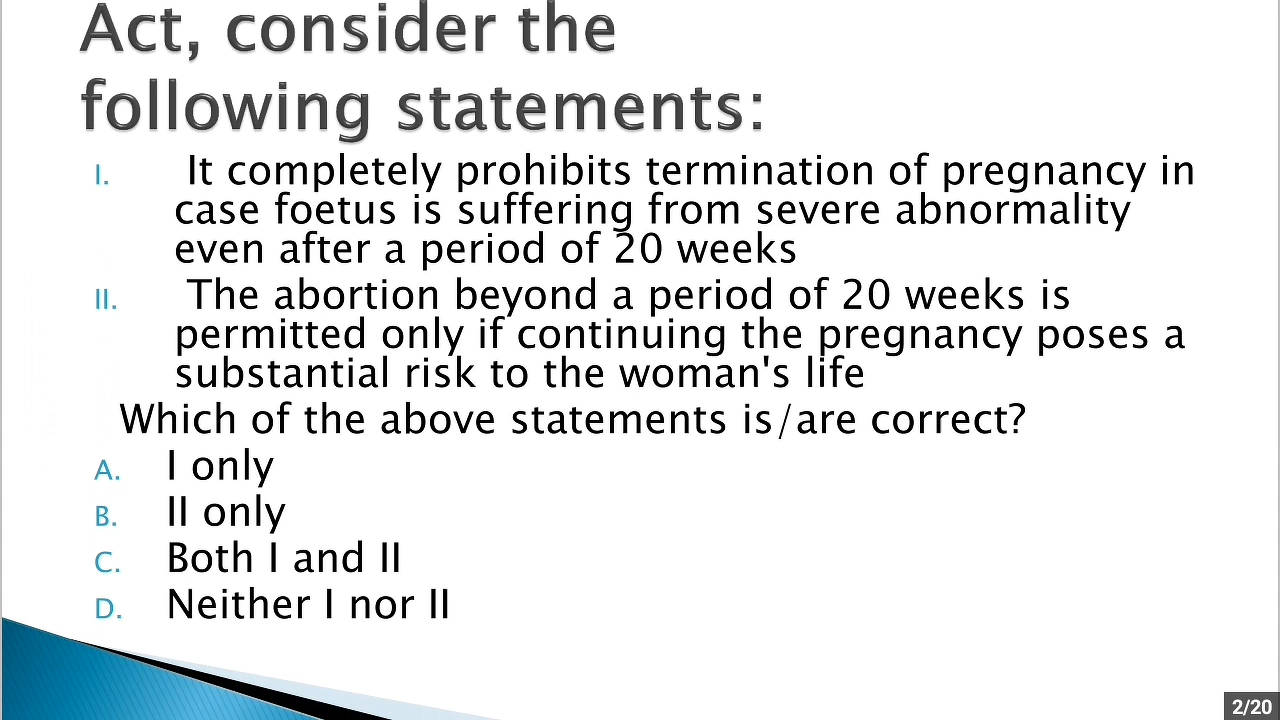 Act, consider the
following statements:
I. It completely prohibits termination of pregnancy in
case foetus is suffering from severe abnormality
even after a period of 20 weeks
II. The abortion beyond a period of 20 weeks is
permitted only if continuing the pregnancy poses a
substantial risk to the woman's life
Which of the above statements is/are correct?
A. I only
B. II only
C. Both I and II
D. Neither I nor II
2/20